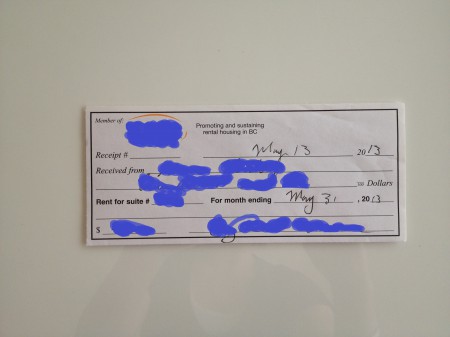 Member of:
Promoting and sustaining
rental housing in BC
Receipt # May 13 2013
Received from
Dollars
Rent for suite # For month ending May 31, 2013
$